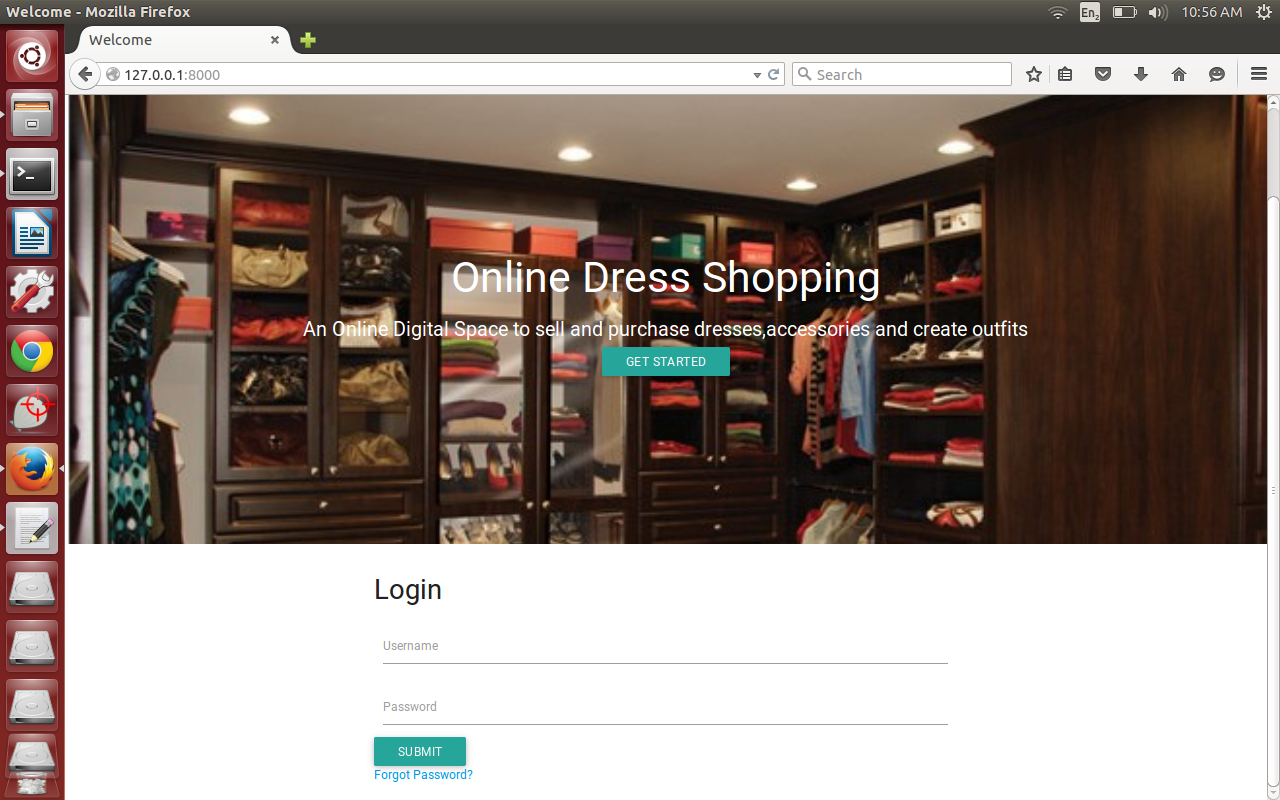 Welcome - Mozilla Firefox
En2
10:56 AM
Welcome
127.0.0.1:8000
Search
Online Dress Shopping
An Online Digital Space to sell and purchase dresses,accessories and create outfits
GET STARTED
Login
Username
Password
SUBMIT
Forgot Password?